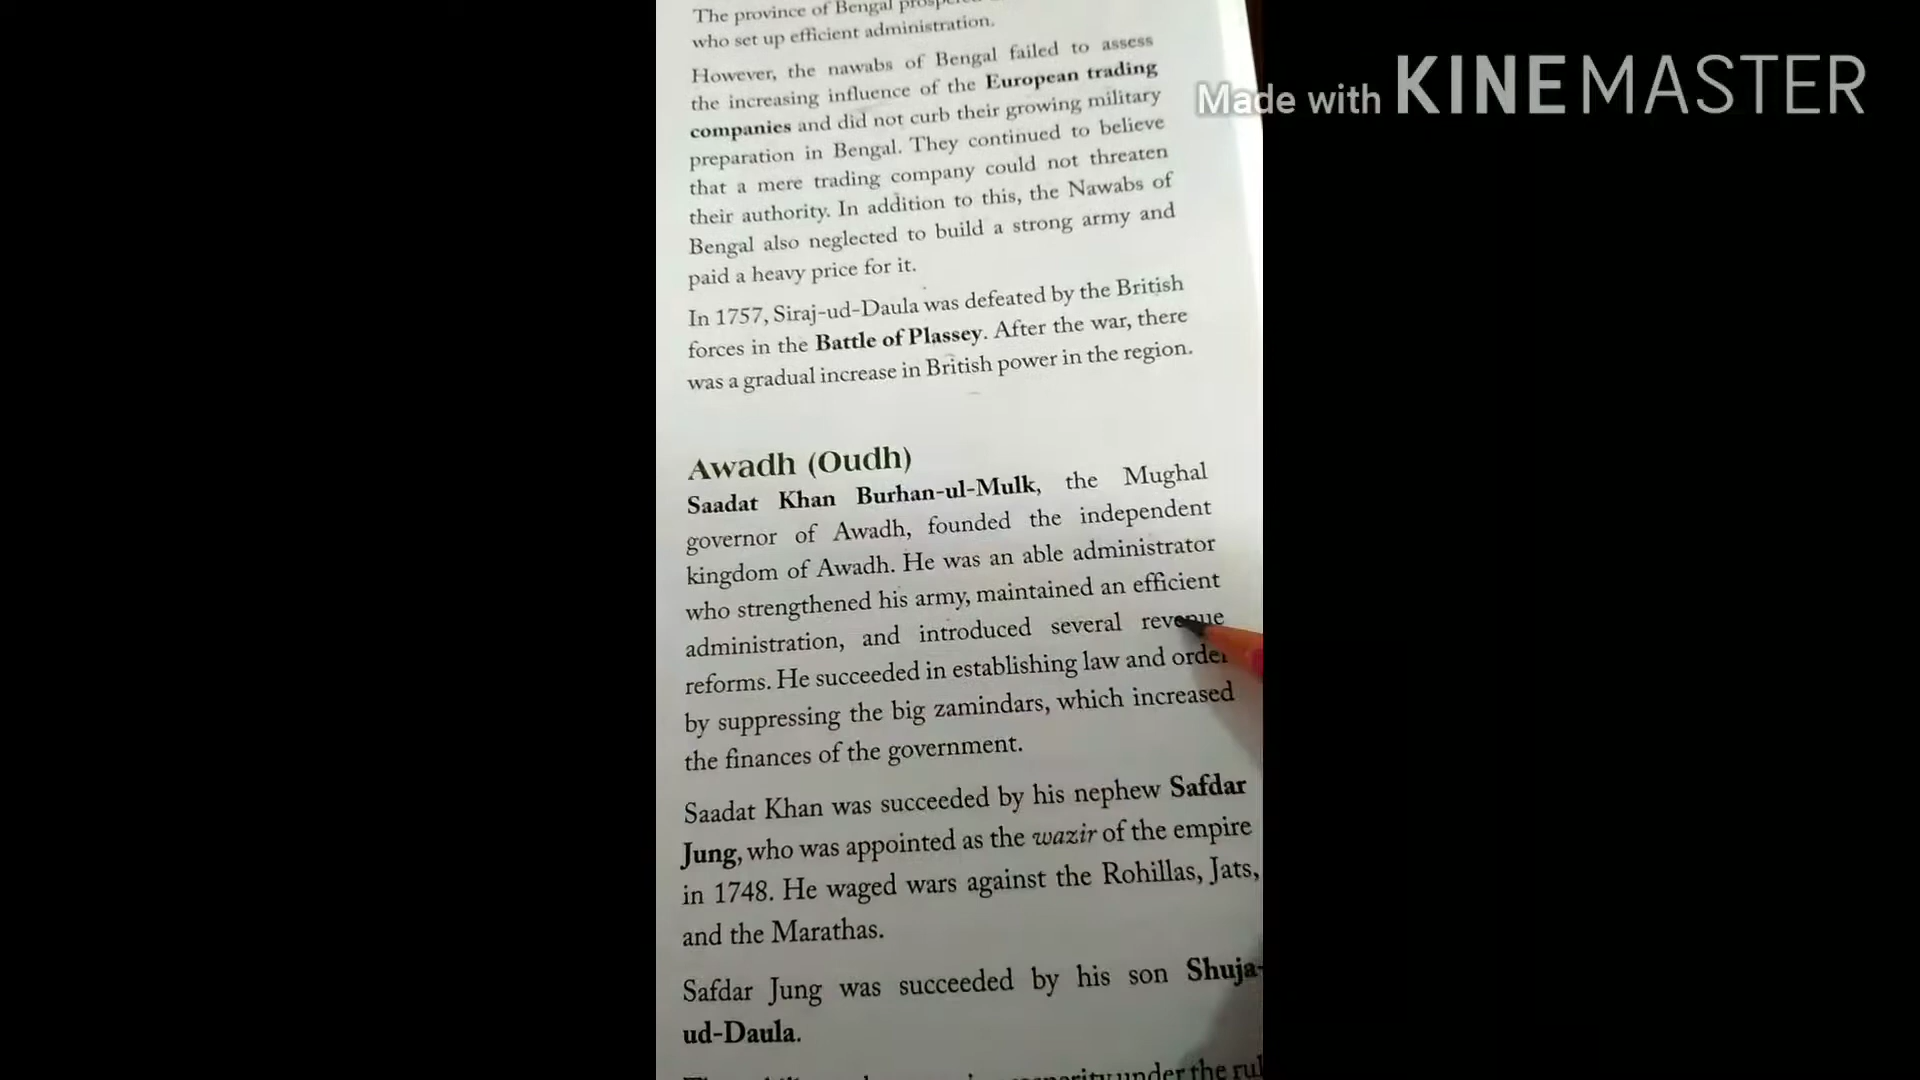 The province of Bengal prospered
who set up efficient administration.
However, the nawabs of Bengal failed to assess
the increasing influence of the European trading
companies and did not curb their growing military
preparation in Bengal. They continued to believe
that a mere trading company could not threaten
their authority. In addition to this, the Nawabs of
Bengal also neglected to build a strong army and
paid a heavy price for it.
In 1757, Siraj-ud-Daula was defeated by the British
forces in the Battle of Plassey. After the war, there
was a gradual increase in British power in the region.
Awadh (Oudh)
Saadat Khan Burhan-ul-Mulk, the Mughal
governor of Awadh, founded the independent
kingdom of Awadh. He was an able administrator
who strengthened his army, maintained an efficient
administration, and introduced several revenue
reforms. He succeeded in establishing law and order
by suppressing the big zamindars, which increased
the finances of the government.
Saadat Khan was succeeded by his nephew Safdar
Jung, who was appointed as the wazir of the empire
in 1748. He waged wars against the Rohillas, Jats,
and the Marathas.
Safdar Jung was succeeded by his son Shuja-
ud-Daula.
under the
Made with KINEMASTER